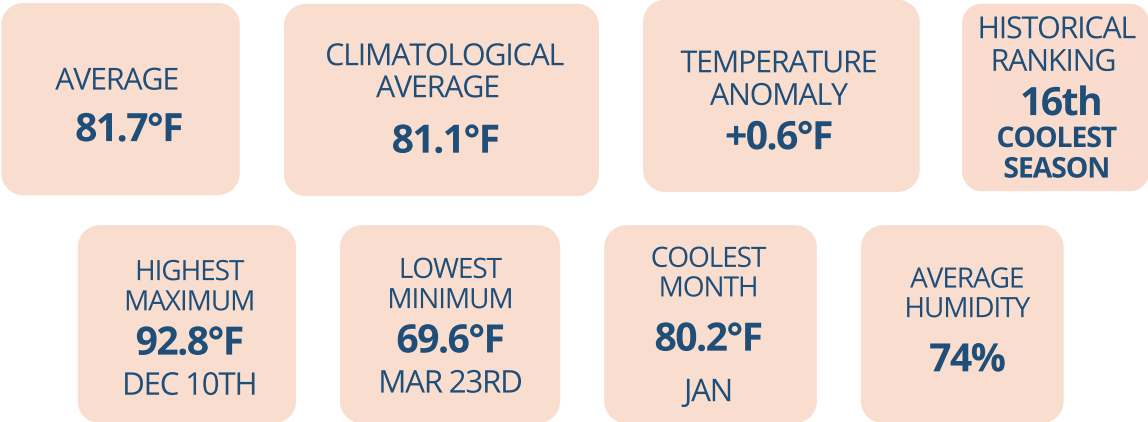 AVERAGE
81.7°F
CLIMATOLOGICAL
AVERAGE
81.1°F
TEMPERATURE
ANOMALY
+0.6°F
HISTORICAL
RANKING
16th
COOLEST
SEASON
HIGHEST
MAXIMUM
92.8°F
DEC 10TH
LOWEST
MINIMUM
69.6°F
MAR 23RD
COOLEST
MONTH
80.2°F
JAN
AVERAGE
HUMIDITY
74%